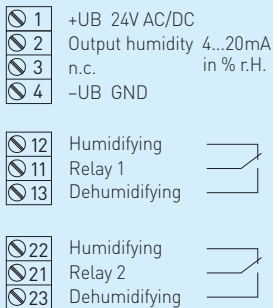 1 +UB 24V AC/DC
2 Output humidity 4...20mA
3 n.c. in % r.H.
4 –UB GND
12 Humidifying
11 Relay 1
13 Dehumidifying
22 Humidifying
21 Relay 2
23 Dehumidifying